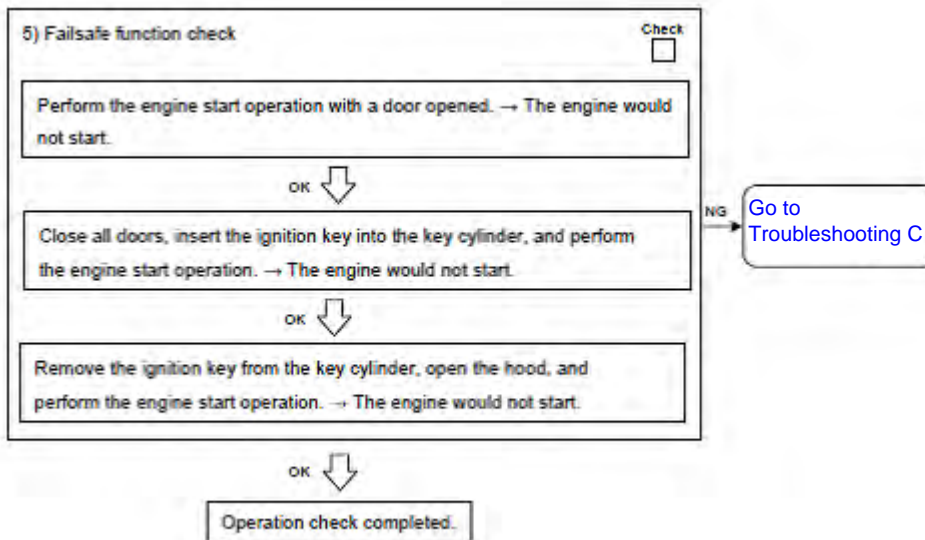 5) Failsafe function check
Check
Perform the engine start operation with a door opened. → The engine would
not start.
OK
Close all doors, insert the ignition key into the key cylinder, and perform
the engine start operation. → The engine would not start.
NG
Go to
Troubleshooting C
OK
Remove the ignition key from the key cylinder, open the hood, and
perform the engine start operation. → The engine would not start.
OK
Operation check completed.